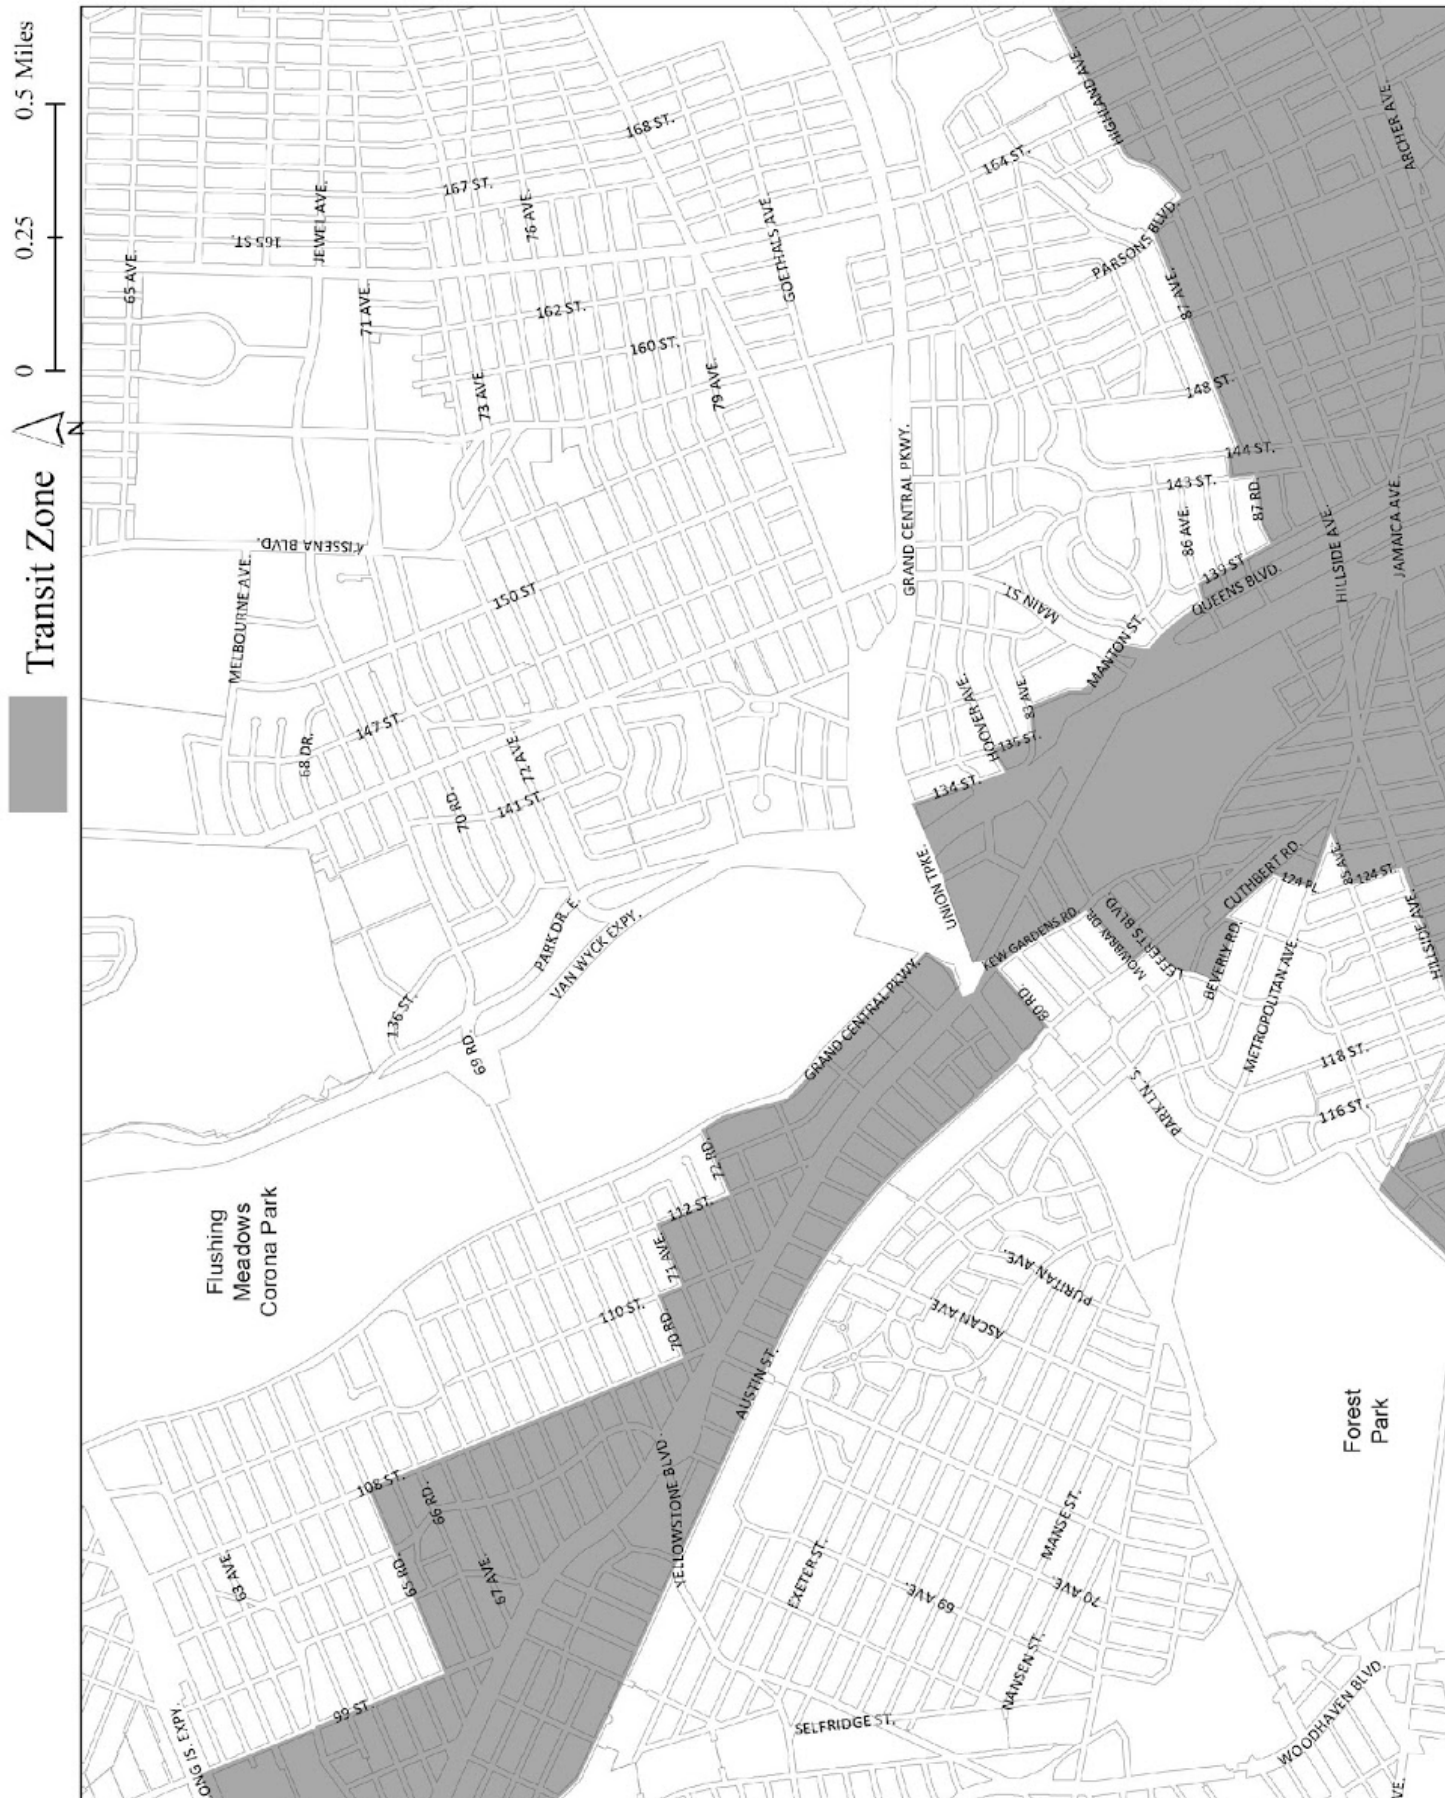 Transit Zone
N
0
0.25
0.5 Miles
65 AVE.
165 ST.
JEWEL AVE.
71 AVE.
167 ST.
76 AVE.
168 ST.
GOETHALS AVE.
164 ST.
HIGHLAND AVE.
ARCHER AVE.
PARSONS BLVD.
87 AVE.
162 ST.
160 ST.
73 AVE.
79 AVE.
148 ST.
144 ST.
GRAND CENTRAL PKWY.
143 ST.
87 RD.
86 AVE.
139 ST.
QUEENS BLVD.
HILLSIDE AVE.
JAMAICA AVE.
KISSENA BLVD.
MELBOURNE AVE.
150 ST.
MAIN ST.
MANTON ST.
HOOVER AVE.
83 AVE.
135 ST.
134 ST.
147 ST.
68 DR.
72 AVE.
70 RD.
141 ST.
UNION TPKE.
PARK DR. E.
VAN WYCK EXPY.
136 ST.
69 RD.
GRAND CENTRAL PKWY.
KEW GARDENS RD.
MOWBRAY DR.
LEFFERTS BLVD.
CUTHBERT RD.
124 PL.
85 AVE.
124 ST.
BEVERLY RD.
METROPOLITAN AVE.
HILLSIDE AVE.
80 RD.
118 ST.
116 ST.
PARK LN. S.
72 RD.
112 ST.
71 AVE.
110 ST.
70 RD.
Flushing
Meadows
Corona Park
PURITAN AVE.
ASCAN AVE.
AUSTIN ST.
YELLOWSTONE BLVD.
108 ST.
66 RD.
65 RD.
67 AVE.
63 AVE.
Forest
Park
MANSE ST.
EXETER ST.
69 AVE.
70 AVE.
NANSEN ST.
SELFRIDGE ST.
WOODHAVEN BLVD.
99 ST.
ONG IS. EXPY.
VE.